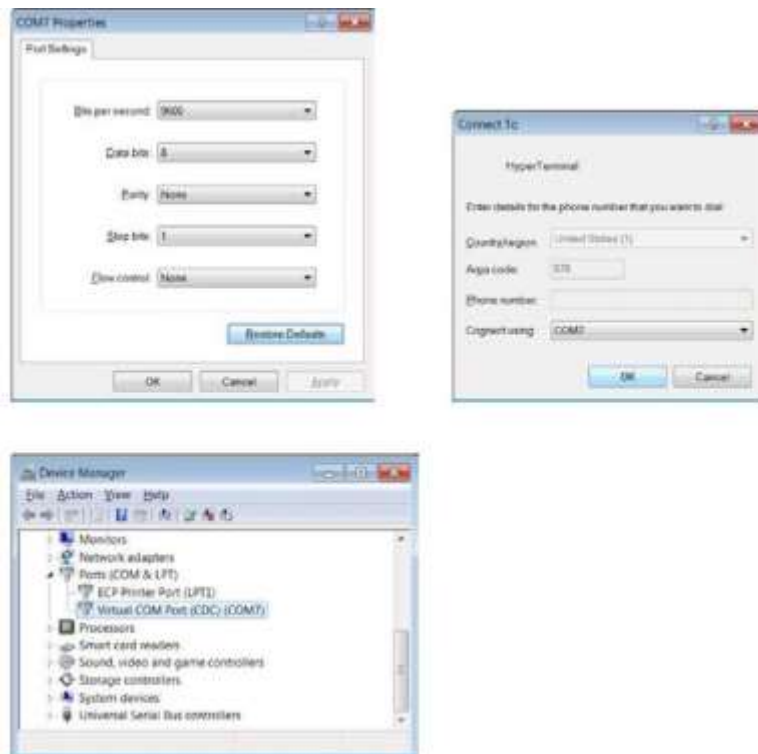 COM7 Properties
Port Settings
Bits per second: 9600
Data bits: 8
Parity: None
Stop bits: 1
Flow control: None
Restore Defaults
OK Cancel Apply
Connect To
HyperTerminal
Enter details for the phone number that you want to dial:
Country/region: United States (1)
Area code:
Phone number:
Connect using: COM7
OK Cancel
Device Manager
File Action View Help
Monitors
Network adapters
Ports (COM & LPT)
ECP Printer Port (LPT1)
Virtual COM Port (CDC) (COM7)
Processors
Smart card readers
Sound, video and game controllers
Storage controllers
System devices
Universal Serial Bus controllers